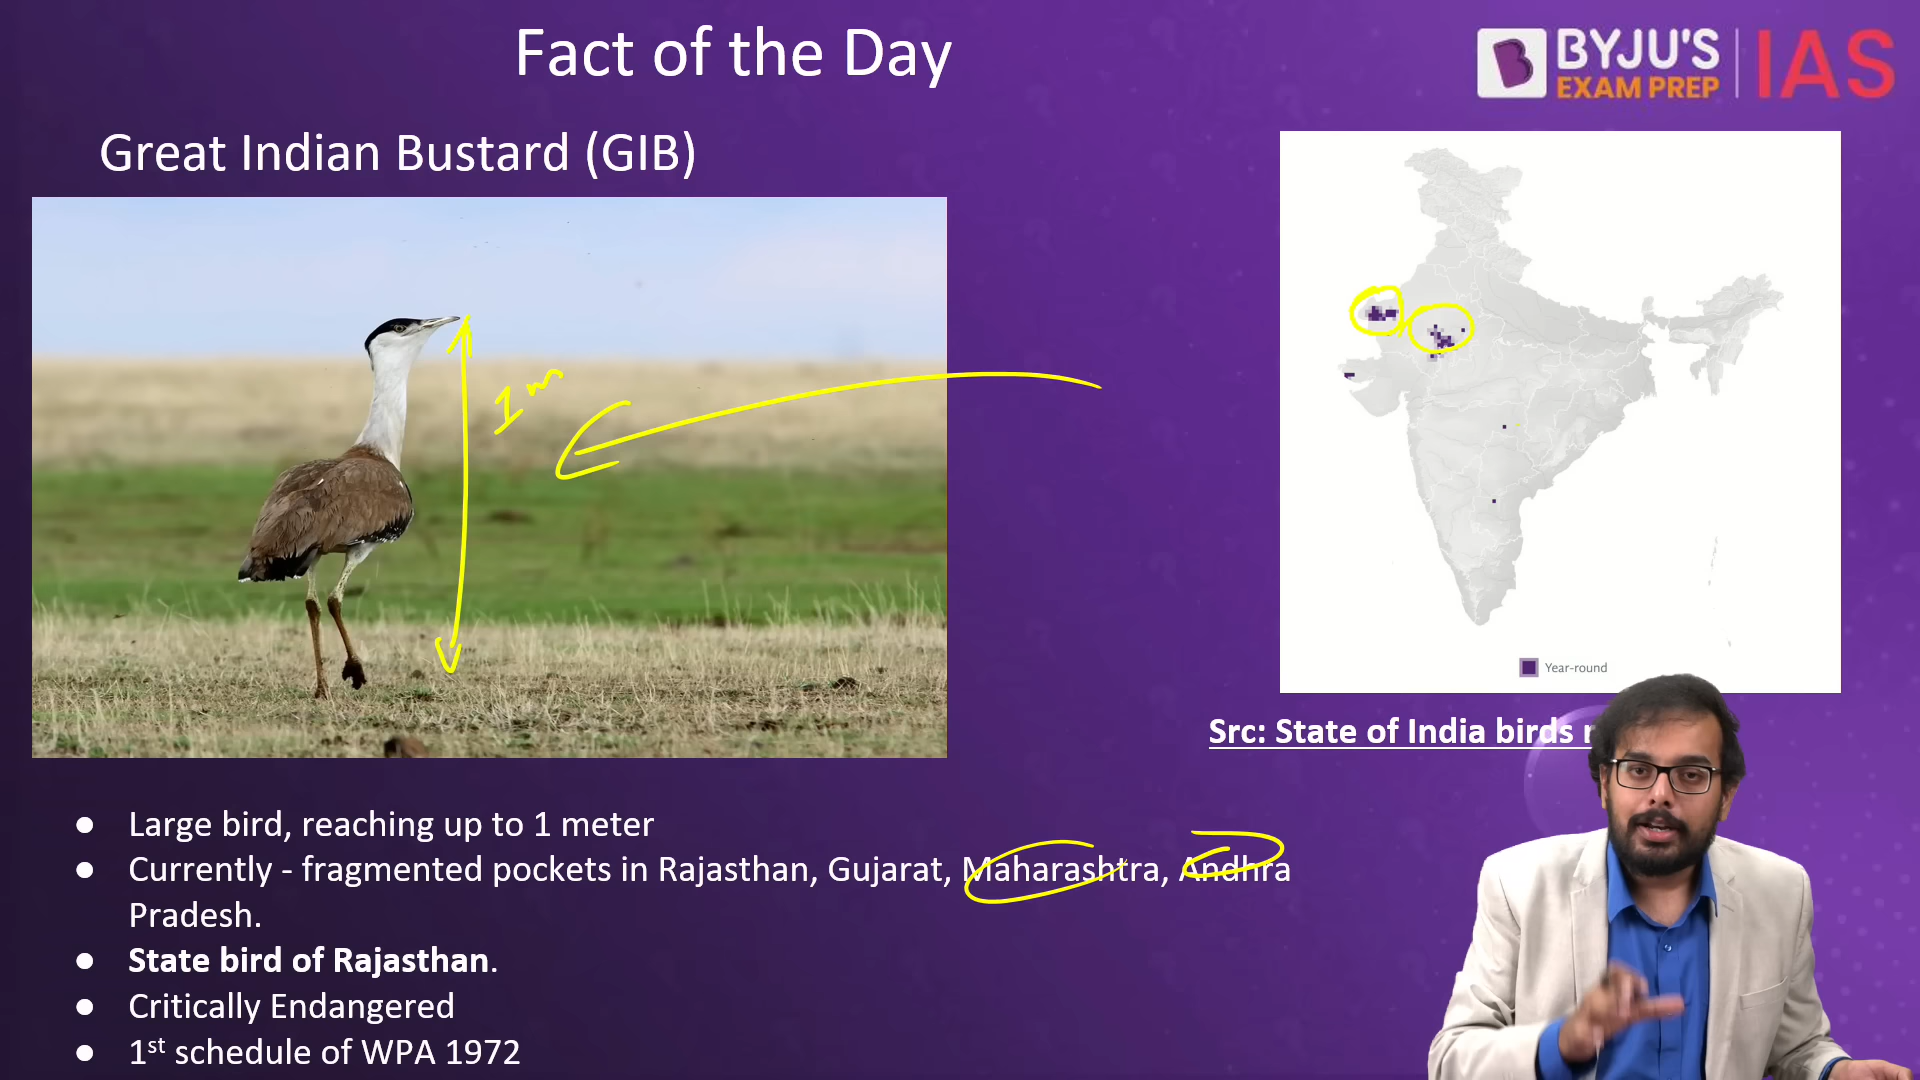 Fact of the Day
BYJU'S
EXAM PREP
IAS
Great Indian Bustard (GIB)
1m
Year-round
Src: State of India birds
● Large bird, reaching up to 1 meter
● Currently - fragmented pockets in Rajasthan, Gujarat, Maharashtra, Andhra
Pradesh.
● State bird of Rajasthan.
● Critically Endangered
● 1st schedule of WPA 1972